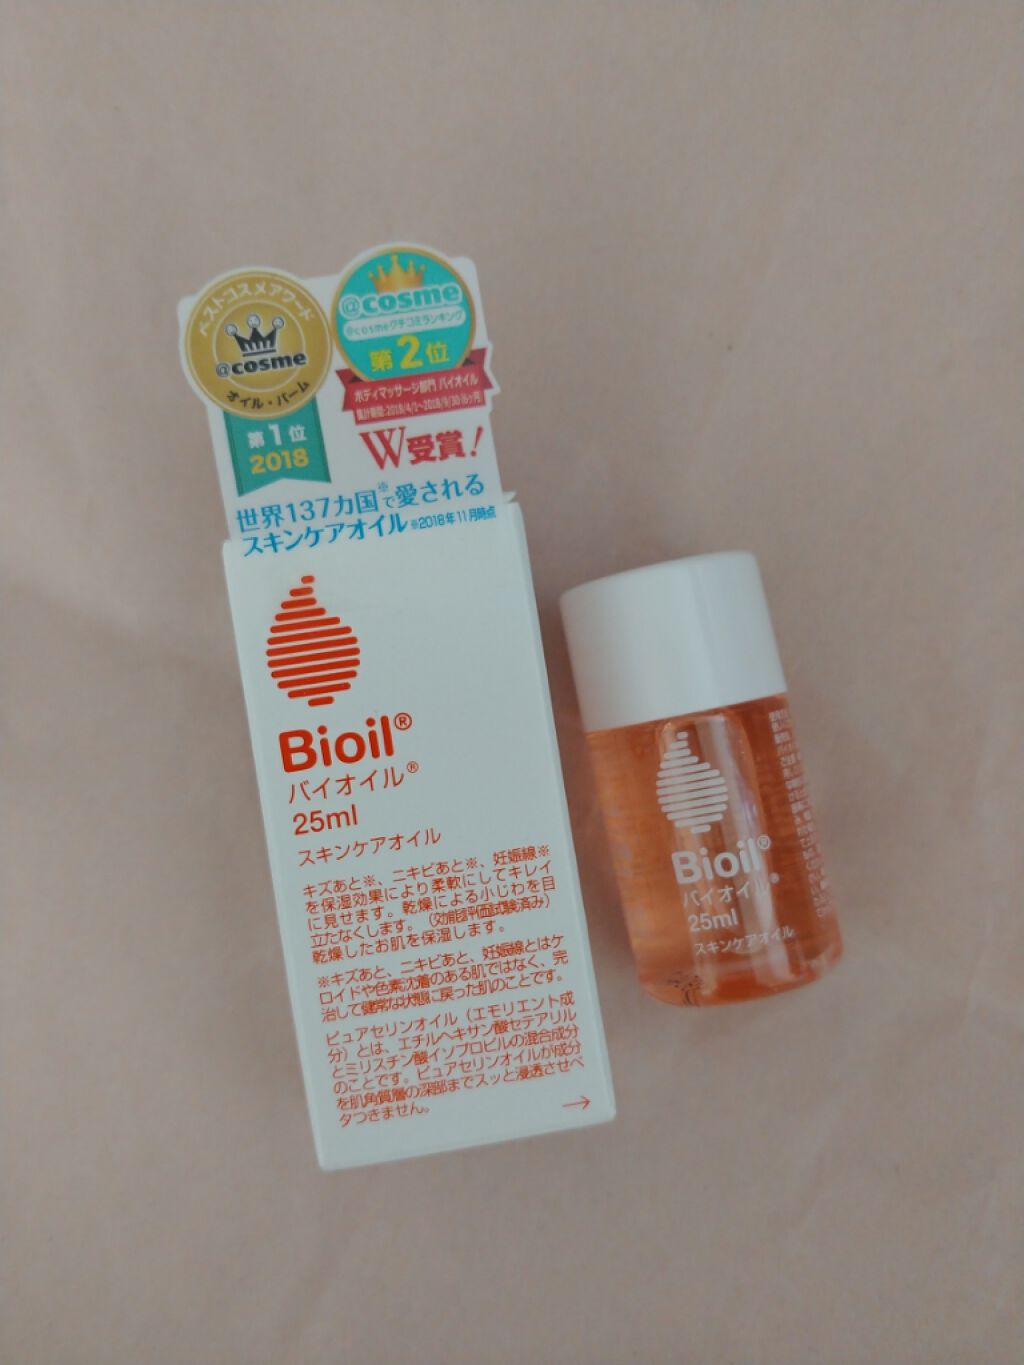 ベストコスメアワード
@cosme
オイル・バーム
第1位
2018
@cosme
@cosmeクチコミランキング
第2位
ボディマッサージ部門 バイオイル
集計期間:2018/4/1～2018/9/30(6ヶ月)
W受賞!
世界137カ国※で愛される
スキンケアオイル ※2018年11月時点
Bioil®
バイオイル®
25ml
スキンケアオイル
キズあと※、ニキビあと※、妊娠線※
を保湿効果により柔軟にしてキレイ
に見せます。乾燥による小じわを目
立たなくします。(効能評価試験済み)
乾燥したお肌を保湿します。
※キズあと、ニキビあと、妊娠線とはケ
ロイドや色素沈着のある肌ではなく、完
治して健常な状態に戻った肌のことです。
ピュアセリンオイル(エモリエント成
分)とは、エチルヘキサン酸セテアリル
とミリスチン酸イソプロピルの混合成分
のことです。ピュアセリンオイルが成分
を肌角質層の深部までスッと浸透させベ
タつきません。
→
Bioil®
バイオイル®
25ml
スキンケアオイル